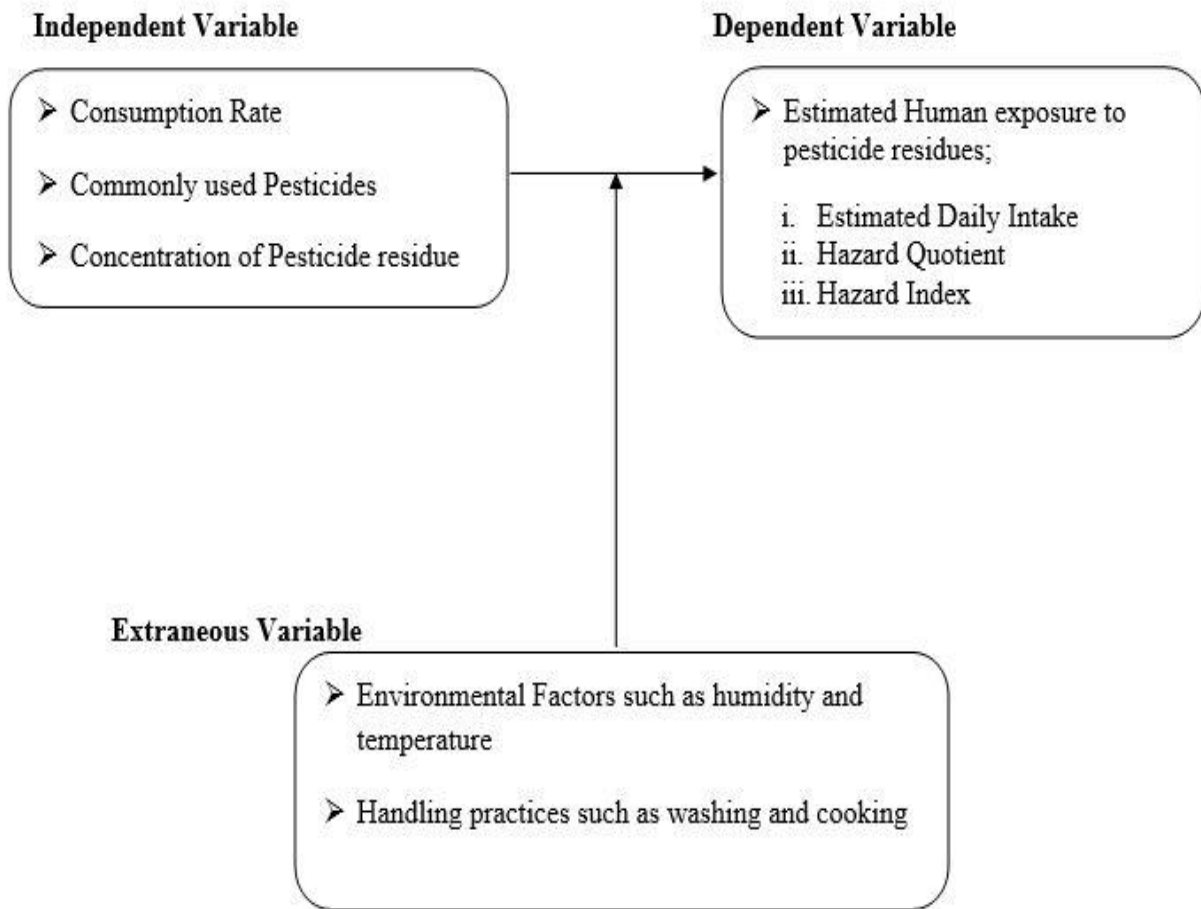 Independent Variable
Dependent Variable
➢ Consumption Rate
➢ Commonly used Pesticides
➢ Concentration of Pesticide residue
➢ Estimated Human exposure to
pesticide residues;
i. Estimated Daily Intake
ii. Hazard Quotient
iii. Hazard Index
Extraneous Variable
➢ Environmental Factors such as humidity and
temperature
➢ Handling practices such as washing and cooking